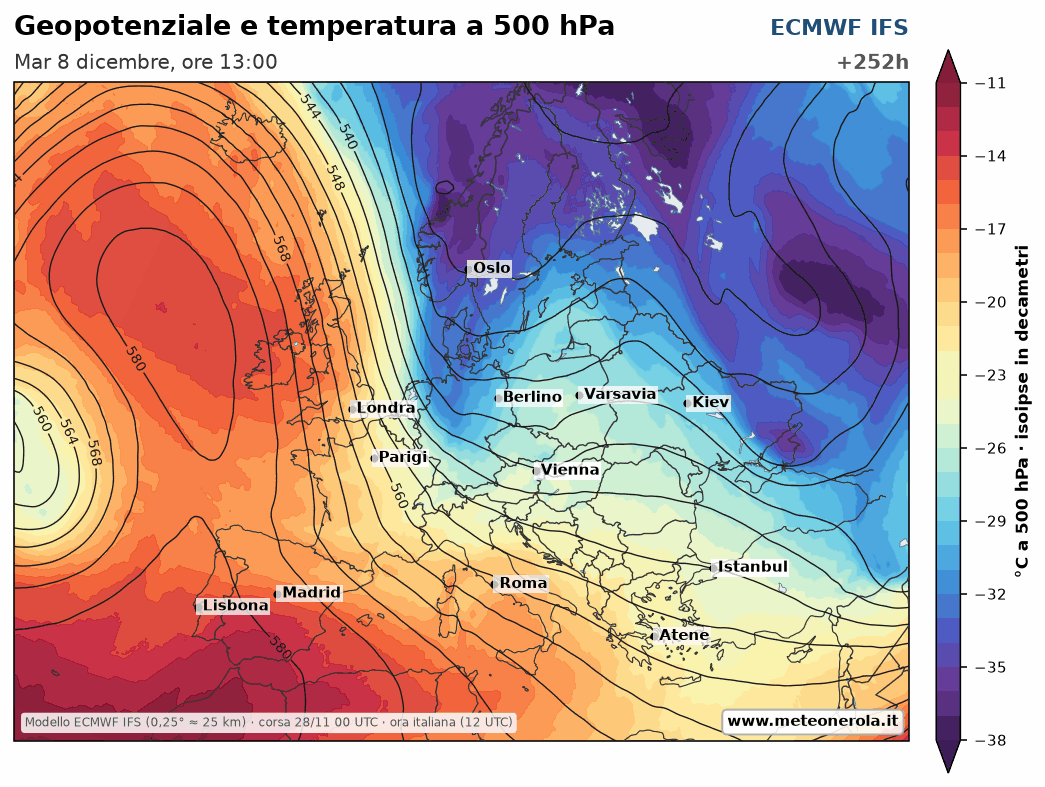 Geopotenziale e temperatura a 500 hPa
ECMWF IFS
Mar 8 dicembre, ore 13:00
+252h
544
540
548
568
580
560
564
568
560
580
Oslo
Londra
Berlino
Varsavia
Kiev
Parigi
Vienna
Istanbul
Roma
Madrid
Lisbona
Atene
−11
−14
−17
−20
−23
−26
−29
−32
−35
−38
°C a 500 hPa · isoipse in decametri
Modello ECMWF IFS (0,25° ≈ 25 km) · corsa 28/11 00 UTC · ora italiana (12 UTC)
www.meteonerola.it